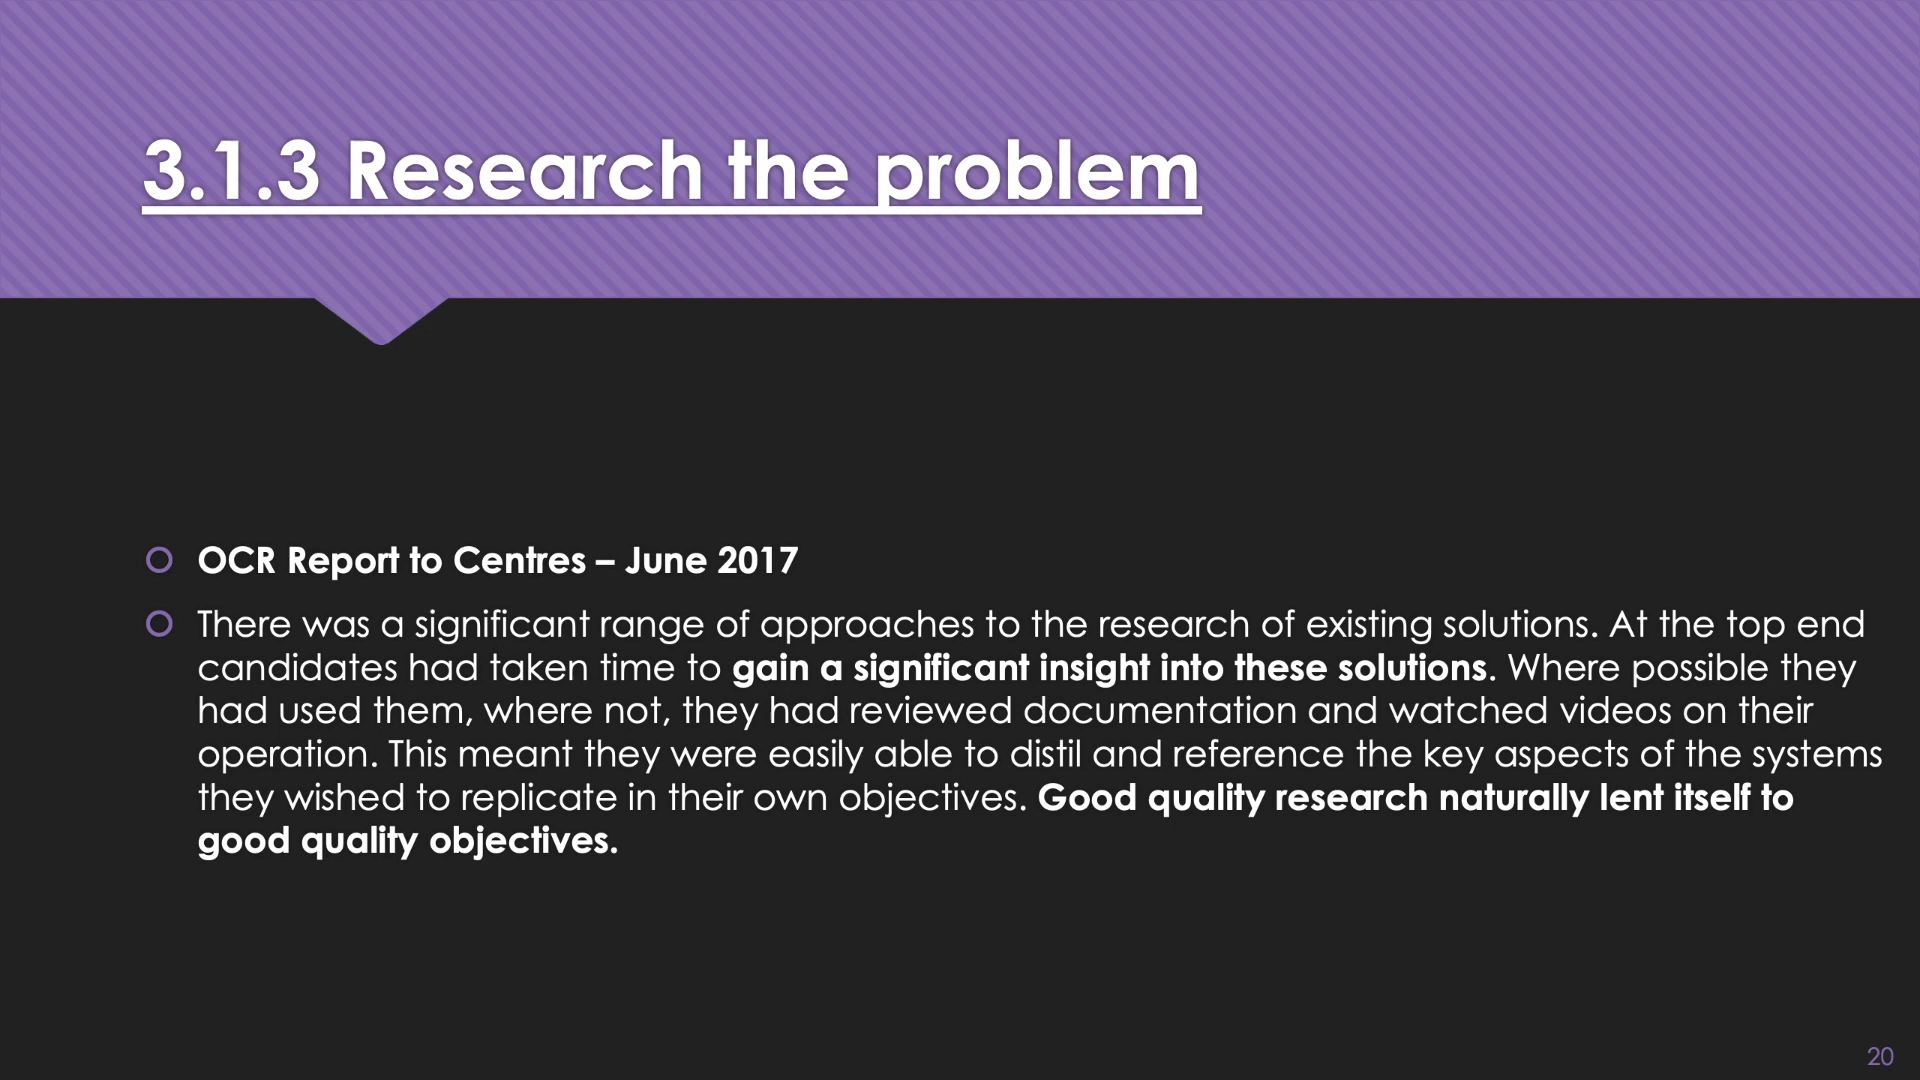 3.1.3 Research the problem
OCR Report to Centres – June 2017
There was a significant range of approaches to the research of existing solutions. At the top end
candidates had taken time to gain a significant insight into these solutions. Where possible they
had used them, where not, they had reviewed documentation and watched videos on their
operation. This meant they were easily able to distil and reference the key aspects of the systems
they wished to replicate in their own objectives. Good quality research naturally lent itself to
good quality objectives.
20